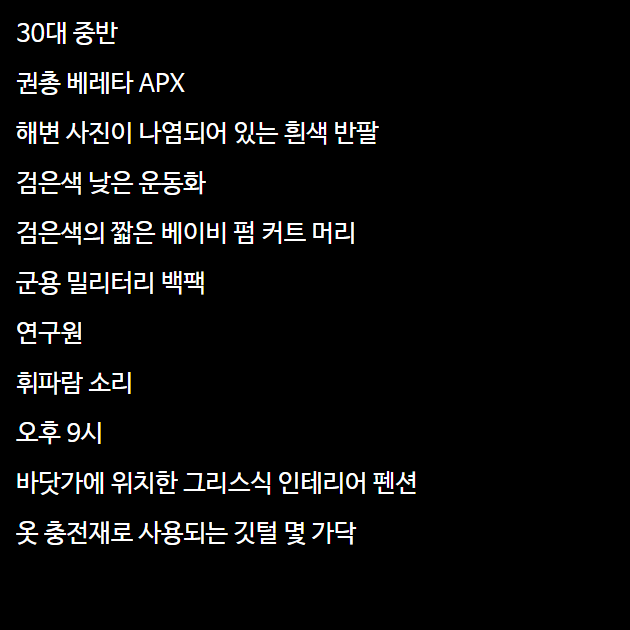 30대 중반
권총 베레타 APX
해변 사진이 나염되어 있는 흰색 반팔
검은색 낮은 운동화
검은색의 짧은 베이비 펌 커트 머리
군용 밀리터리 백팩
연구원
휘파람 소리
오후 9시
바닷가에 위치한 그리스식 인테리어 펜션
옷 충전재로 사용되는 깃털 몇 가닥